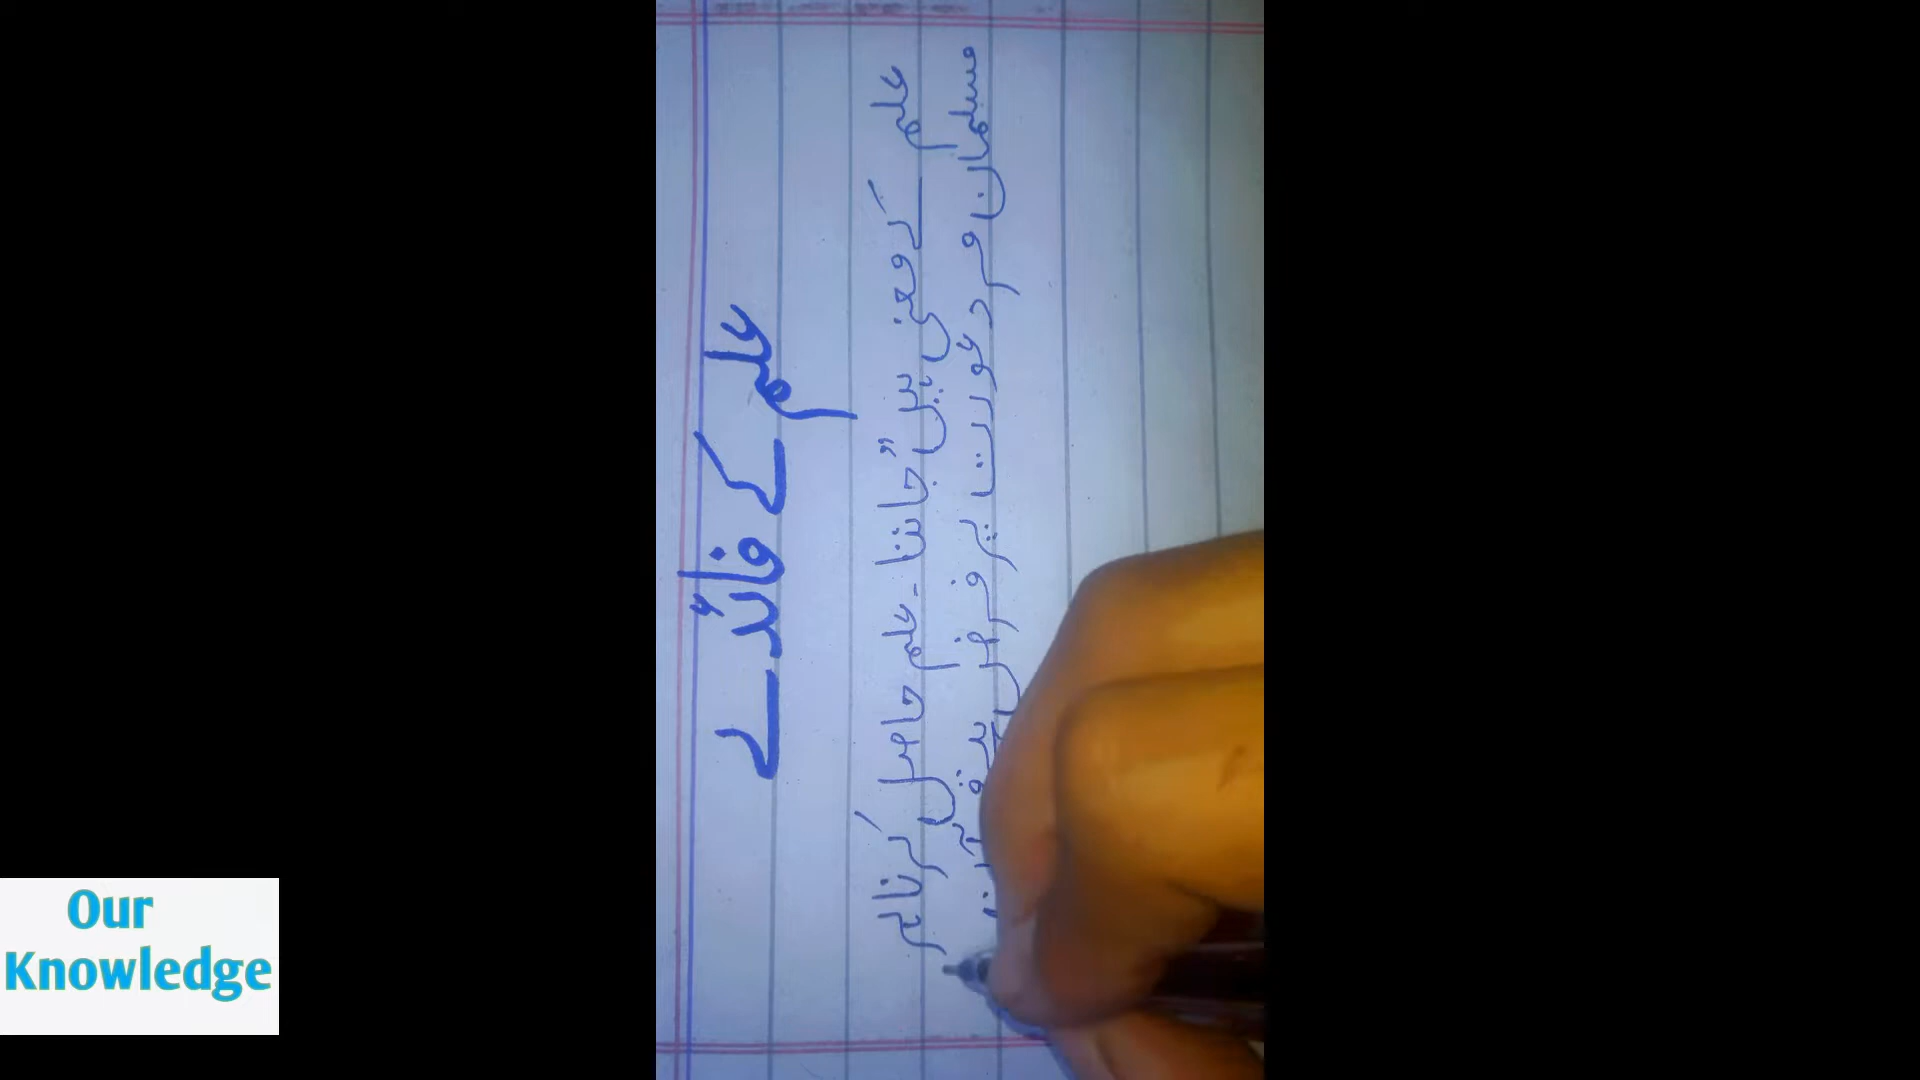 علم کے فائدے
علم کے معنی ہیں "جاننا - علم حاصل کرنا ہر
مسلمان مرد عورت پر فرض ہے قرآن
Our
Knowledge